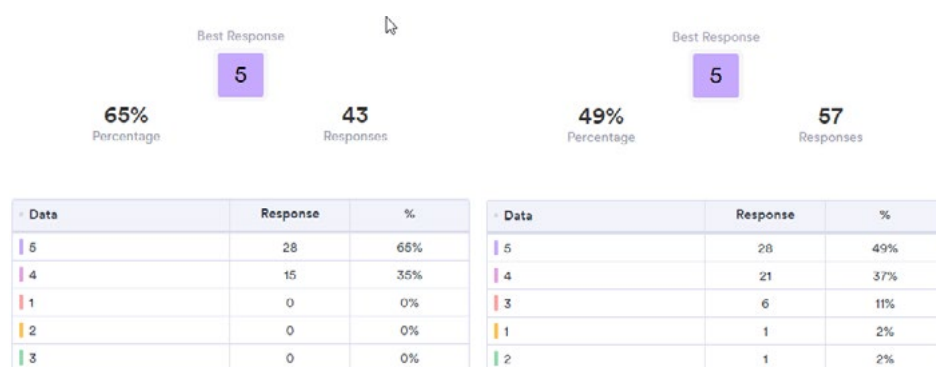 Best Response
5
65%
Percentage
43
Responses
Data Response %
5 28 65%
4 15 35%
1 0 0%
2 0 0%
3 0 0%
Best Response
5
49%
Percentage
57
Responses
Data Response %
5 28 49%
4 21 37%
3 6 11%
1 1 2%
2 1 2%